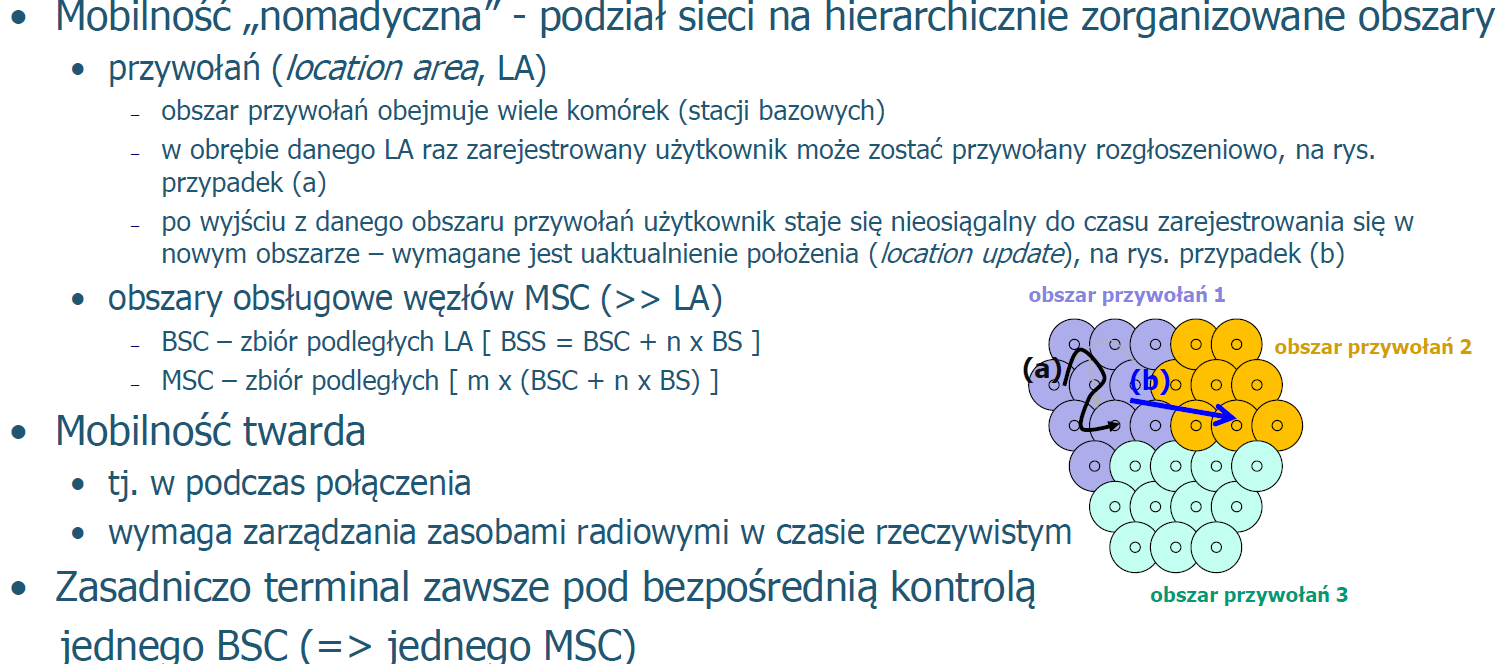 • Mobilność „nomadyczna” - podział sieci na hierarchicznie zorganizowane obszary
• przywołań (location area, LA)
– obszar przywołań obejmuje wiele komórek (stacji bazowych)
– w obrębie danego LA raz zarejestrowany użytkownik może zostać przywołany rozgłoszeniowo, na rys.
przypadek (a)
– po wyjściu z danego obszaru przywołań użytkownik staje się nieosiągalny do czasu zarejestrowania się w
nowym obszarze – wymagane jest uaktualnienie położenia (location update), na rys. przypadek (b)
• obszary obsługowe węzłów MSC (>> LA)
– BSC – zbiór podległych LA [ BSS = BSC + n x BS ]
– MSC – zbiór podległych [ m x (BSC + n x BS) ]
• Mobilność twarda
• tj. w podczas połączenia
• wymaga zarządzania zasobami radiowymi w czasie rzeczywistym
• Zasadniczo terminal zawsze pod bezpośrednią kontrolą
jednego BSC (=> jednego MSC)
obszar przywołań 1
obszar przywołań 2
(a)
(b)
obszar przywołań 3